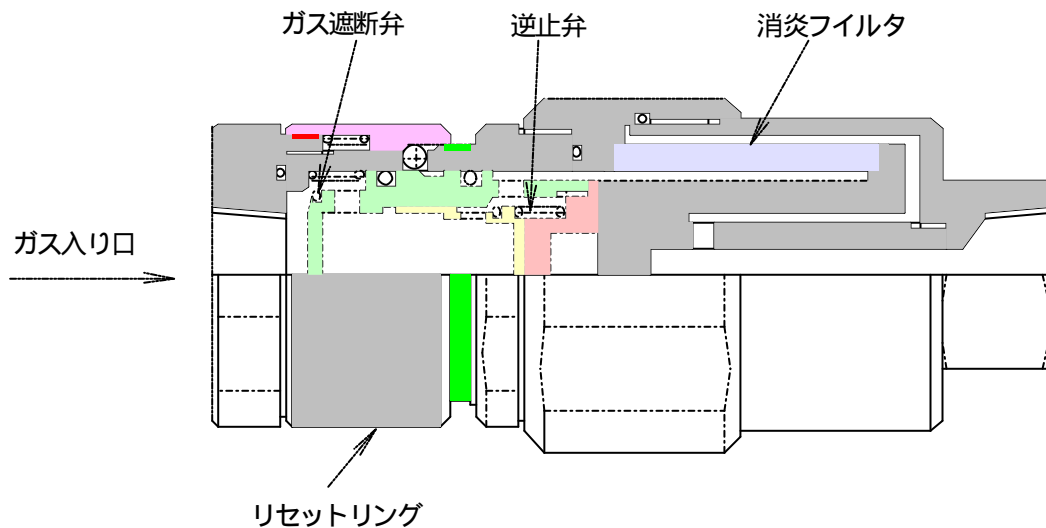 ガス遮断弁
逆止弁
消炎フイルタ
ガス入り口
リセットリング